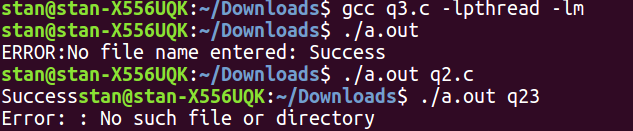 stan@stan-X556UQK:~/Downloads$ gcc q3.c -lpthread -lm
stan@stan-X556UQK:~/Downloads$ ./a.out
ERROR:No file name entered: Success
stan@stan-X556UQK:~/Downloads$ ./a.out q2.c
Successstan@stan-X556UQK:~/Downloads$ ./a.out q23
Error: : No such file or directory